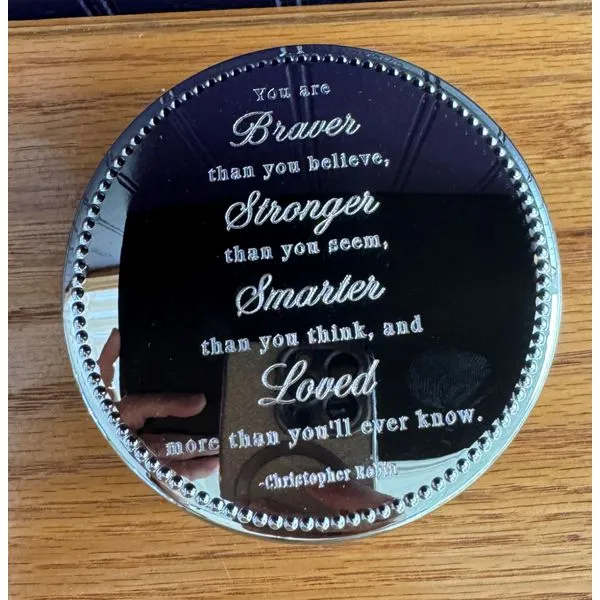 You are
Braver
than you believe,
Stronger
than you seem,
Smarter
than you think, and
Loved
more than you'll ever know.
-Christopher Robin